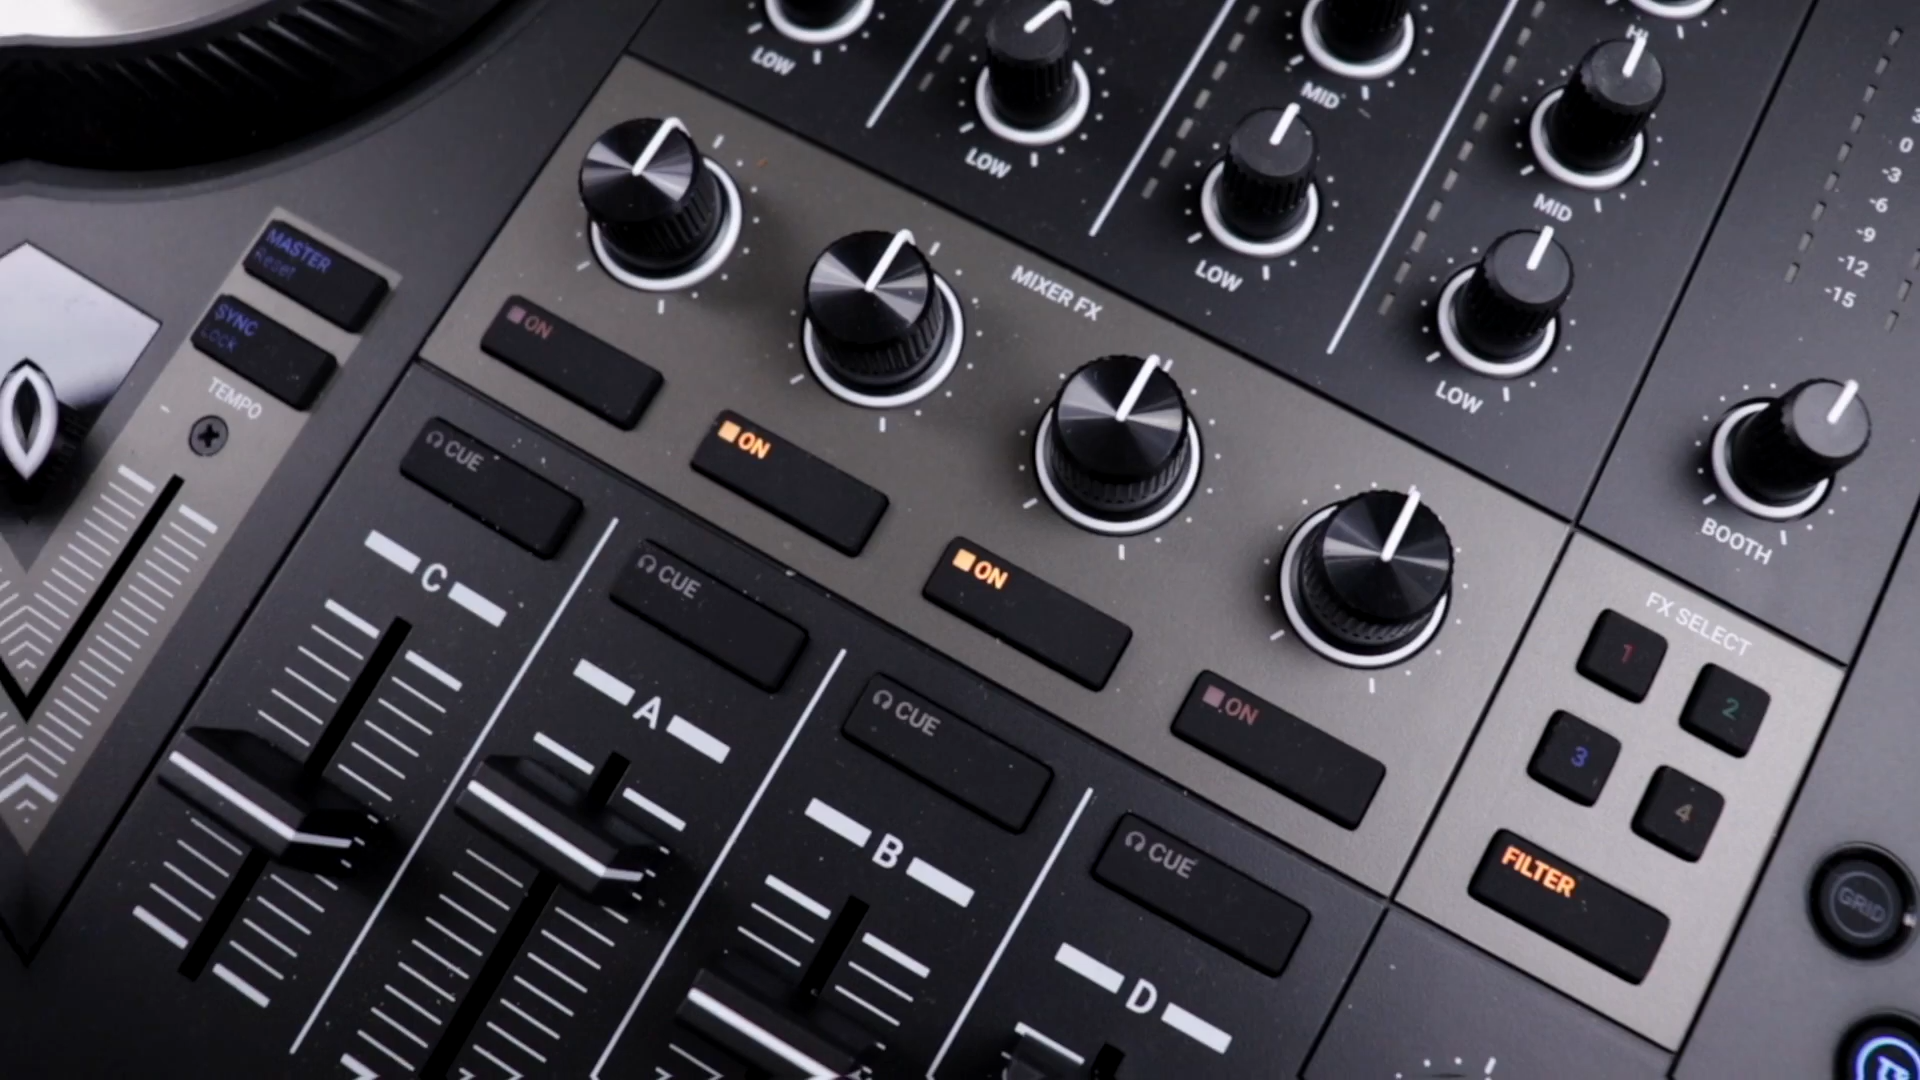 LOW
LOW
MID
LOW
HI
MID
LOW
0
-3
-6
-9
-12
-15
MIXER FX
MASTER
Reset
SYNC
Lock
TEMPO
ON
ON
ON
ON
CUE
CUE
CUE
CUE
C
A
B
D
BOOTH
FX SELECT
1
2
3
4
FILTER
GRID